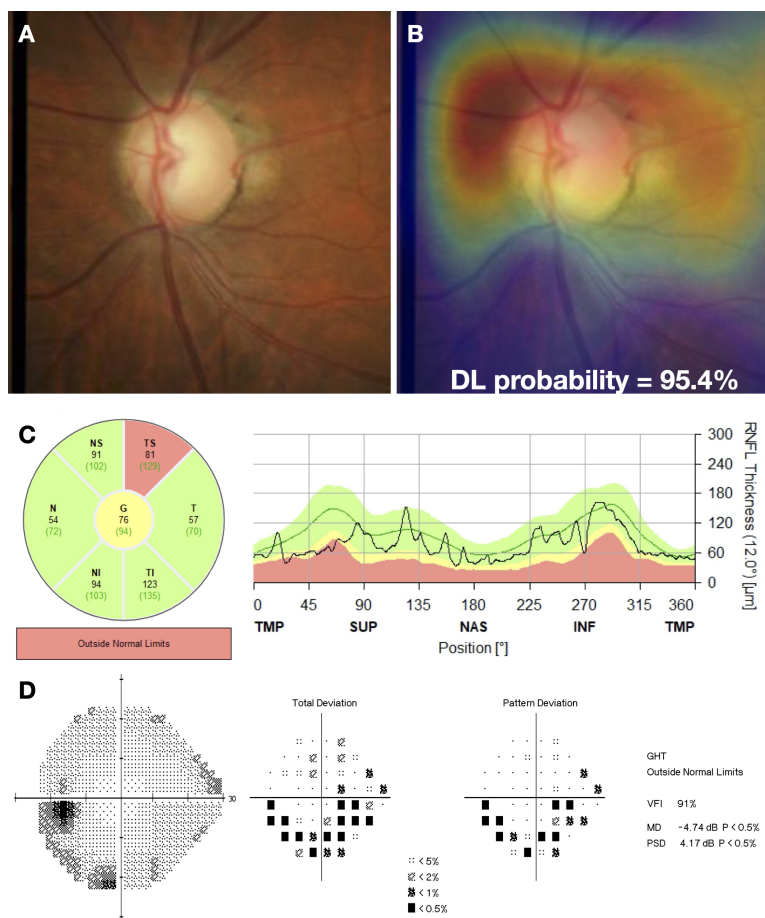 A
B
DL probability = 95.4%
C
NS
91
(102)
TS
81
(129)
N
54
(72)
G
76
(94)
T
57
(70)
NI
94
(103)
TI
123
(135)
Outside Normal Limits
300
240
180
120
60
0
RNFL Thickness (12.0°) [µm]
0 45 90 135 180 225 270 315 360
TMP SUP NAS INF TMP
Position [°]
D
30
Total Deviation
Pattern Deviation
:: < 5%
< 2%
< 1%
< 0.5%
GHT
Outside Normal Limits
VFI 91%
MD -4.74 dB P < 0.5%
PSD 4.17 dB P < 0.5%